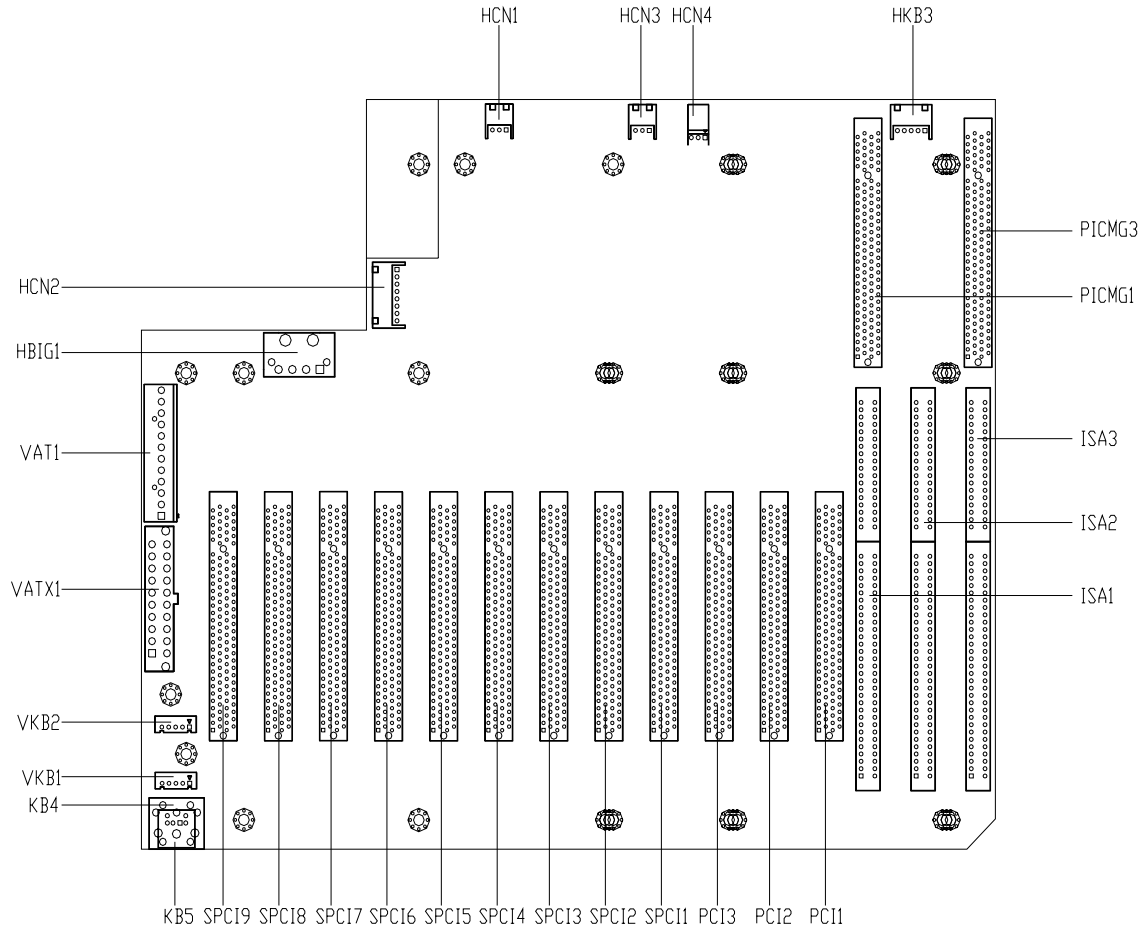 HCN1 HCN3 HCN4 HKB3
PICMG3
HCN2
PICMG1
HBIG1
ISA3
VAT1
ISA2
VATX1
ISA1
VKB2
VKB1
KB4
KB5 SPCI9 SPCI8 SPCI7 SPCI6 SPCI5 SPCI4 SPCI3 SPCI2 SPCI1 PCI3 PCI2 PCI1